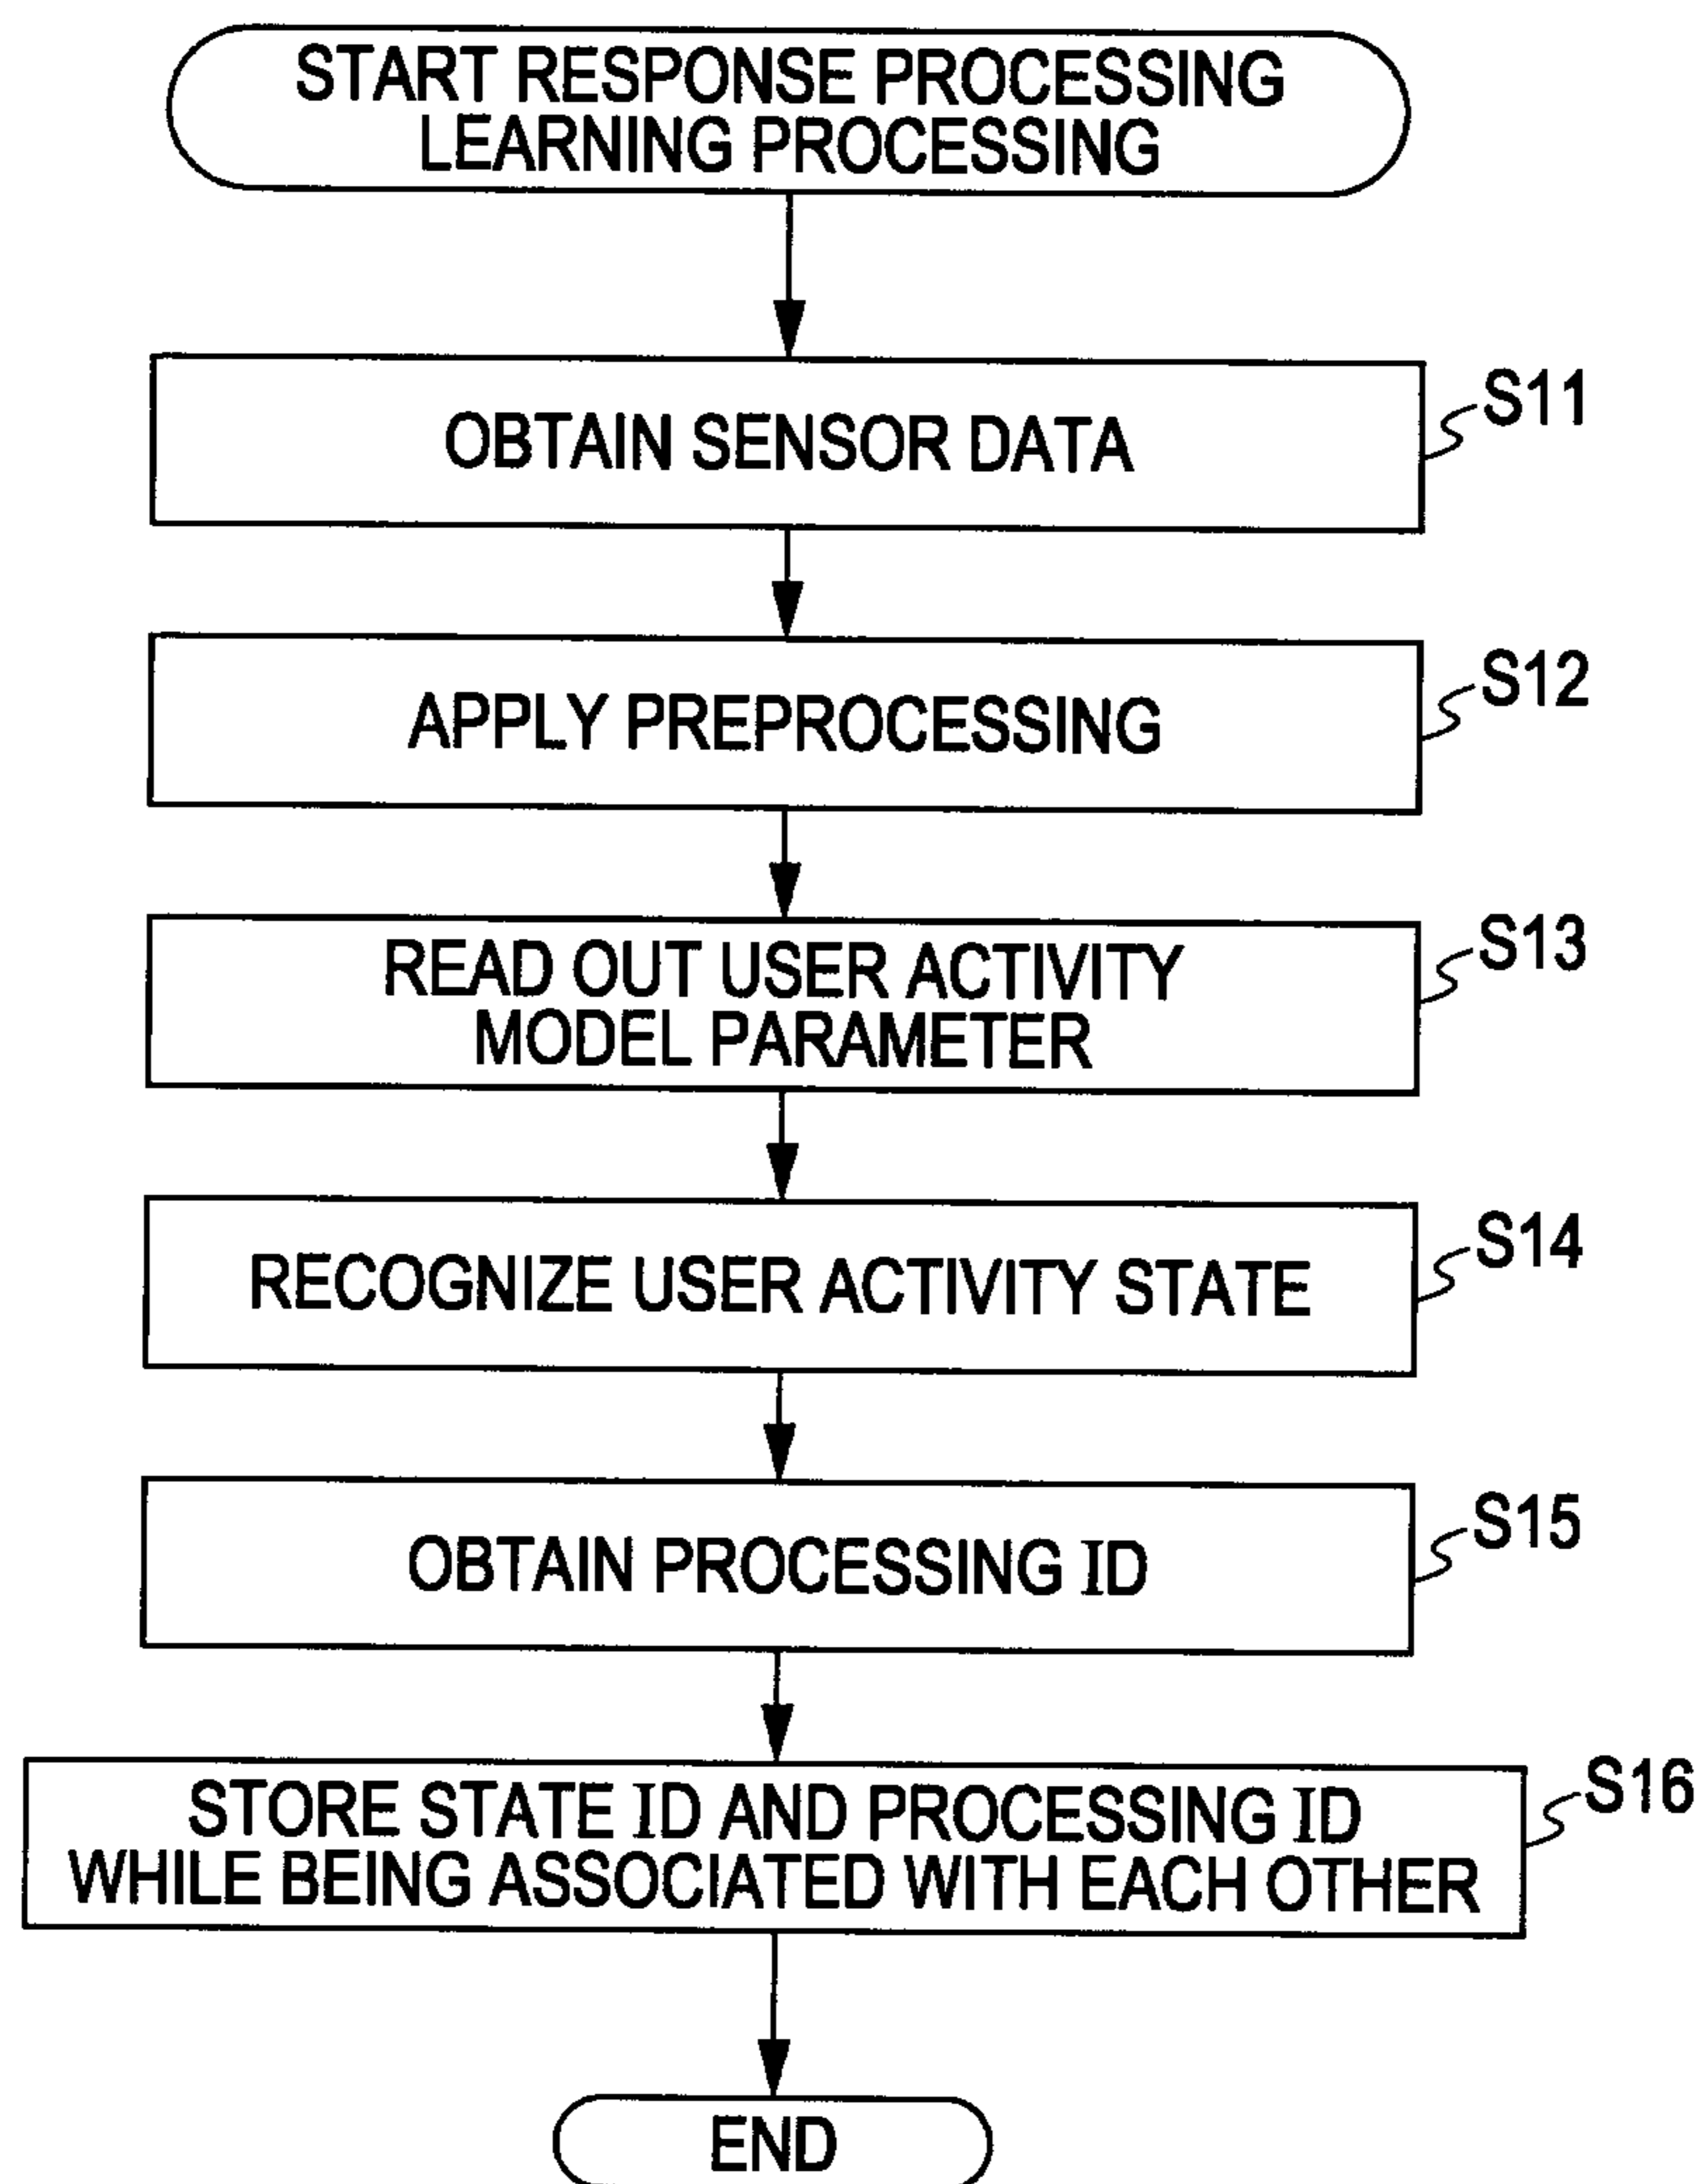 START RESPONSE PROCESSING
LEARNING PROCESSING
OBTAIN SENSOR DATA
S11
APPLY PREPROCESSING
S12
READ OUT USER ACTIVITY
MODEL PARAMETER
S13
RECOGNIZE USER ACTIVITY STATE
S14
OBTAIN PROCESSING ID
S15
STORE STATE ID AND PROCESSING ID
WHILE BEING ASSOCIATED WITH EACH OTHER
S16
END